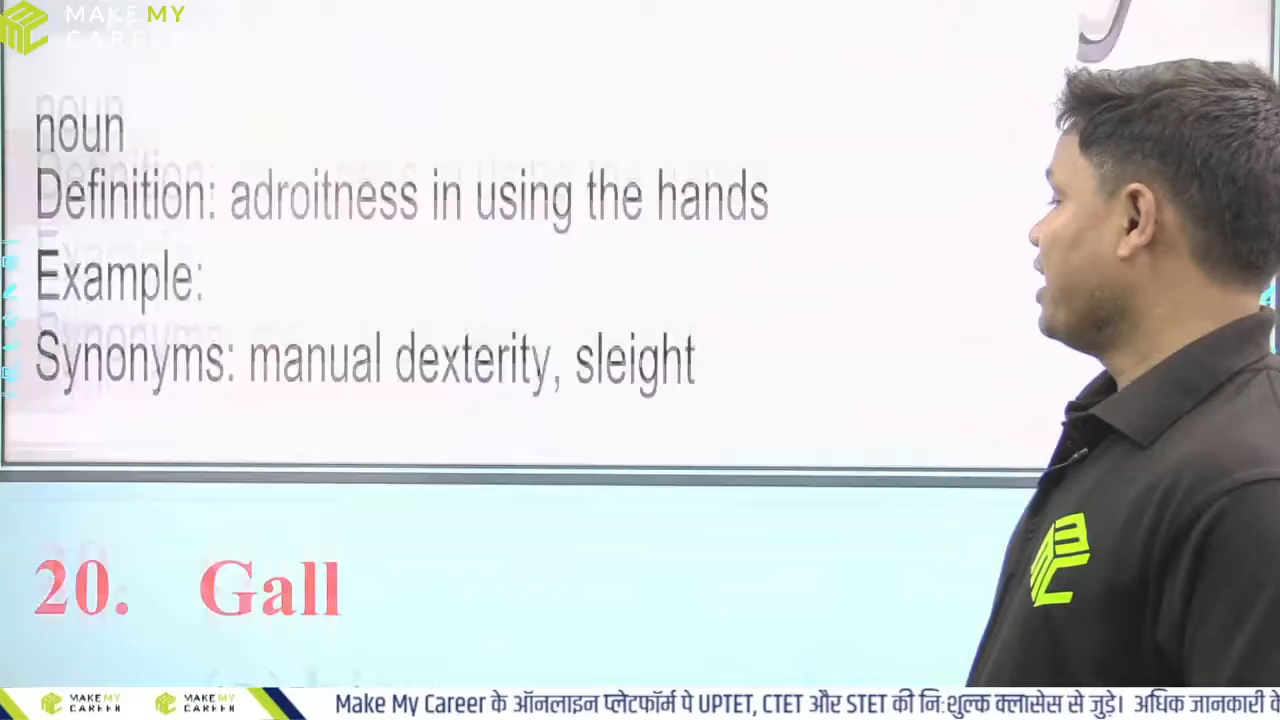 MAKE MY
CAREER
noun
Definition: adroitness in using the hands
Example:
Synonyms: manual dexterity, sleight
20. Gall
MAKE MY
CAREER
MAKE MY
CAREER
Make My Career के ऑनलाइन प्लेटफॉर्म पे UPTET, CTET और STET की नि:शुल्क क्लासेस से जुड़े। अधिक जानकारी के